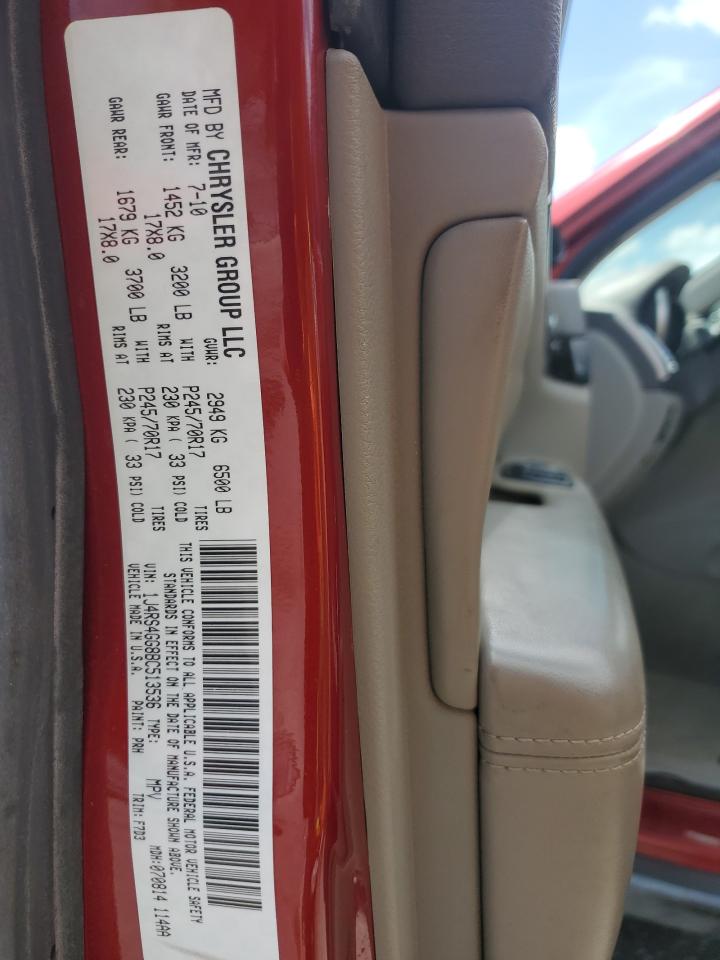 MFD BY CHRYSLER GROUP LLC
DATE OF MFR: 7-10 GVWR: 2949 KG 6500 LB
GAWR FRONT: 1452 KG 3200 LB WITH P245/70R17 TIRES
17X8.0 RIMS AT 230 KPA ( 33 PSI) COLD
GAWR REAR: 1679 KG 3700 LB WITH P245/70R17 TIRES
17X8.0 RIMS AT 230 KPA ( 33 PSI) COLD
THIS VEHICLE CONFORMS TO ALL APPLICABLE U.S.A. FEDERAL MOTOR VEHICLE SAFETY
STANDARDS IN EFFECT ON THE DATE OF MANUFACTURE SHOWN ABOVE.
VIN: 1J4RS4GG8BC513536 TYPE: MPV MDH:070814 114AA
VEHICLE MADE IN U.S.A. PAINT: PRH TRIM: F7D3